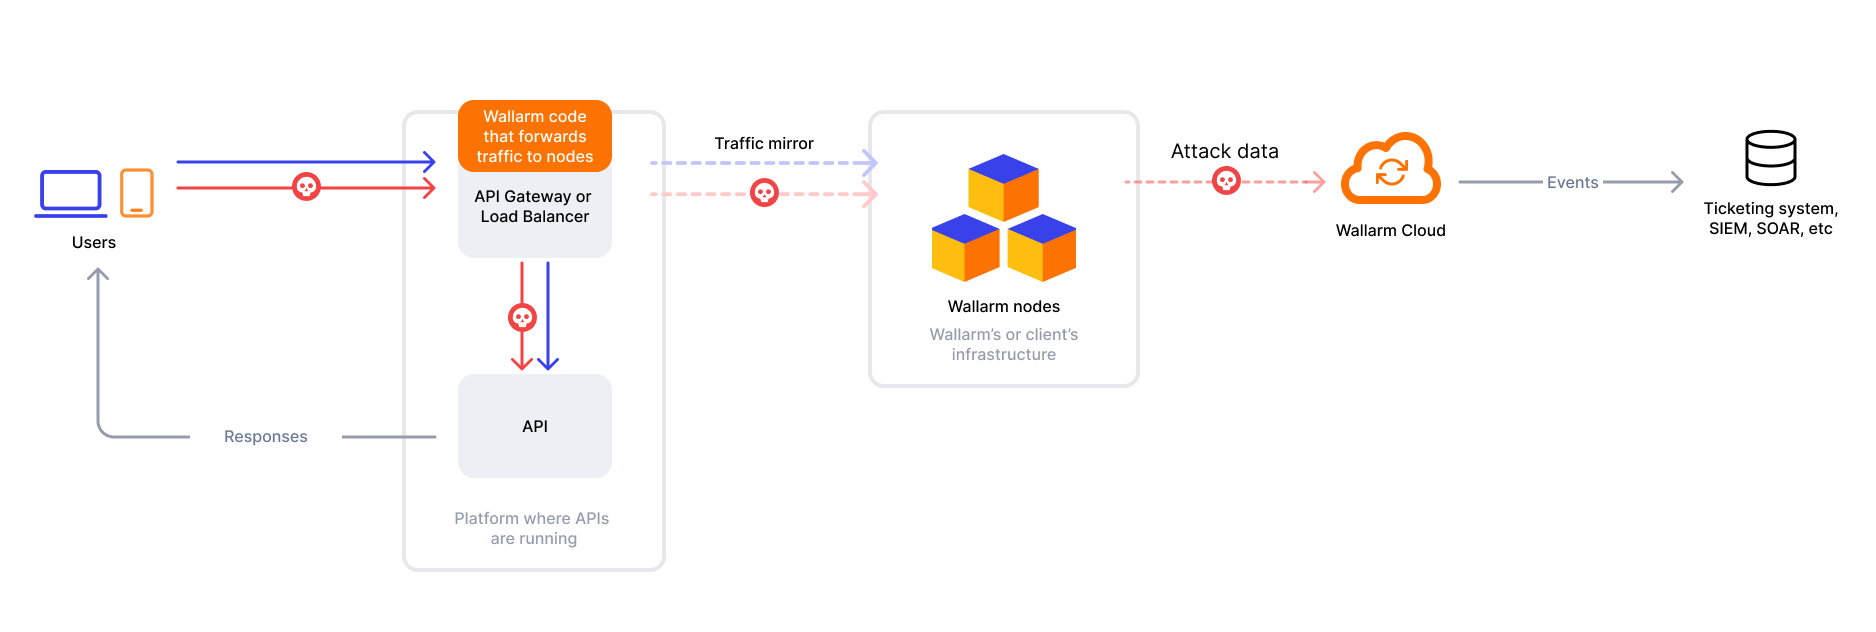 Users
Wallarm code
that forwards
traffic to nodes
API Gateway or
Load Balancer
API
Responses
Platform where APIs
are running
Traffic mirror
Wallarm nodes
Wallarm’s or client’s
infrastructure
Attack data
Wallarm Cloud
Events
Ticketing system,
SIEM, SOAR, etc